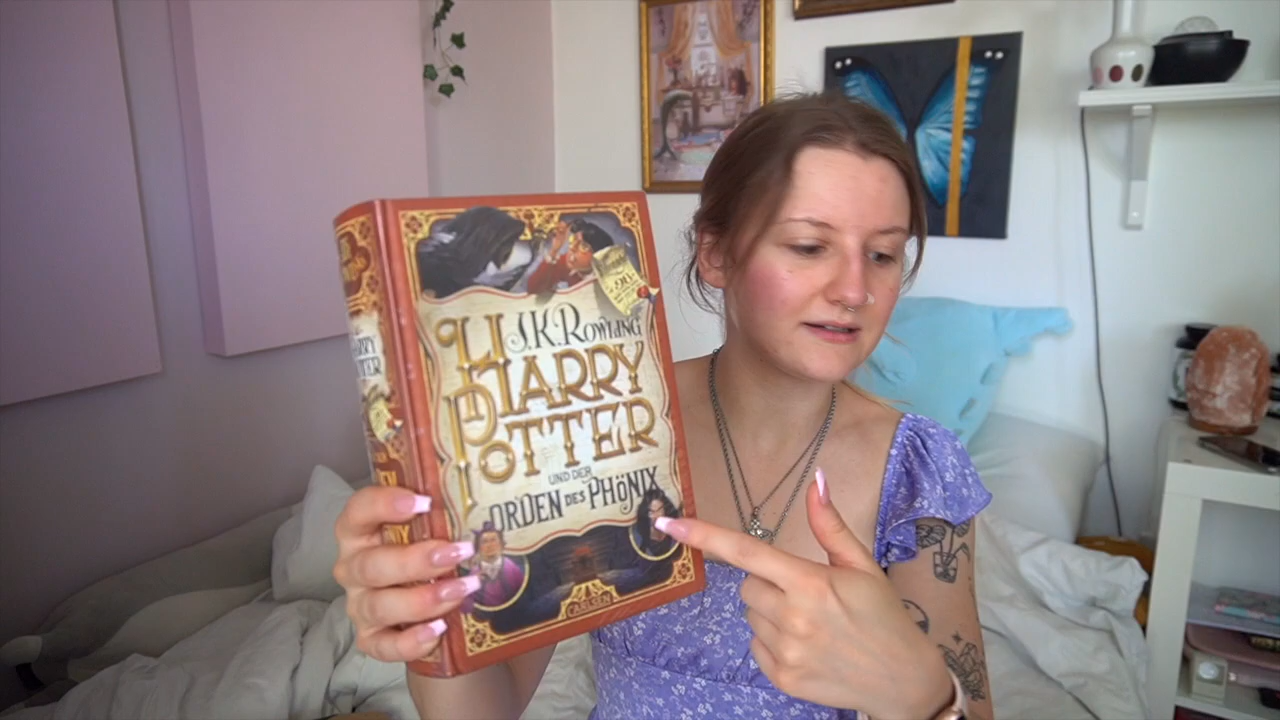 J.K. ROWLING
HARRY
POTTER
UND DER
ORDEN DES PHÖNIX
CARLSEN